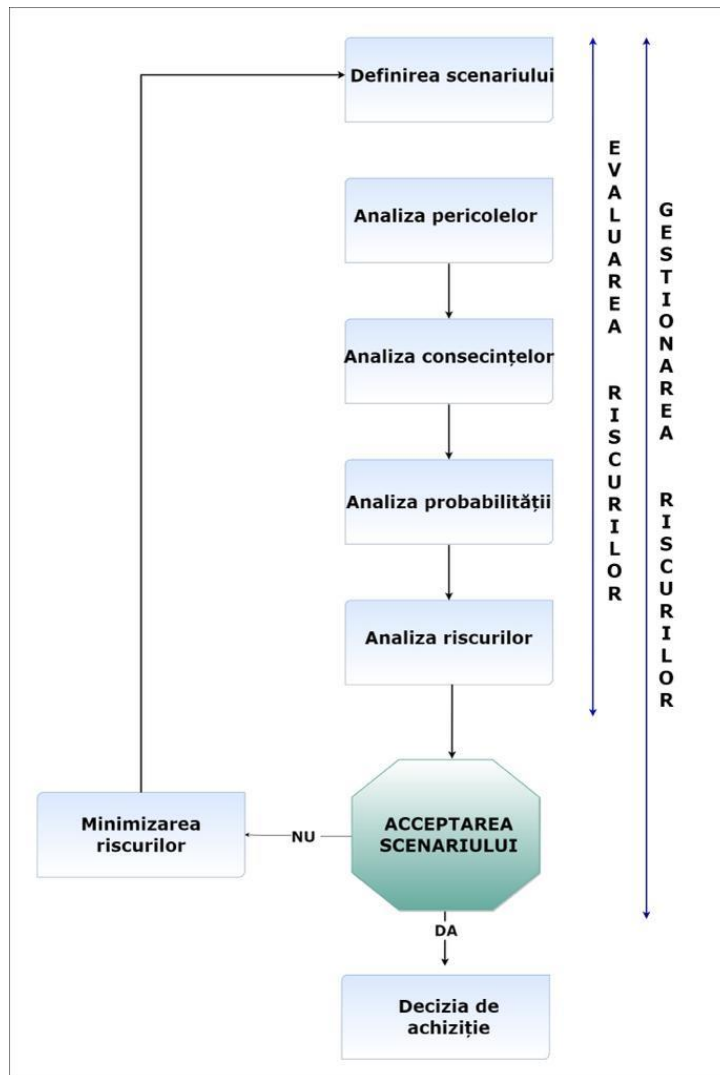 Definirea scenariului
Analiza pericolelor
Analiza consecințelor
Analiza probabilității
Analiza riscurilor
ACCEPTAREA
SCENARIULUI
NU
Minimizarea
riscurilor
DA
Decizia de
achiziție
EVALUAREA RISCURILOR
GESTIONAREA RISCURILOR